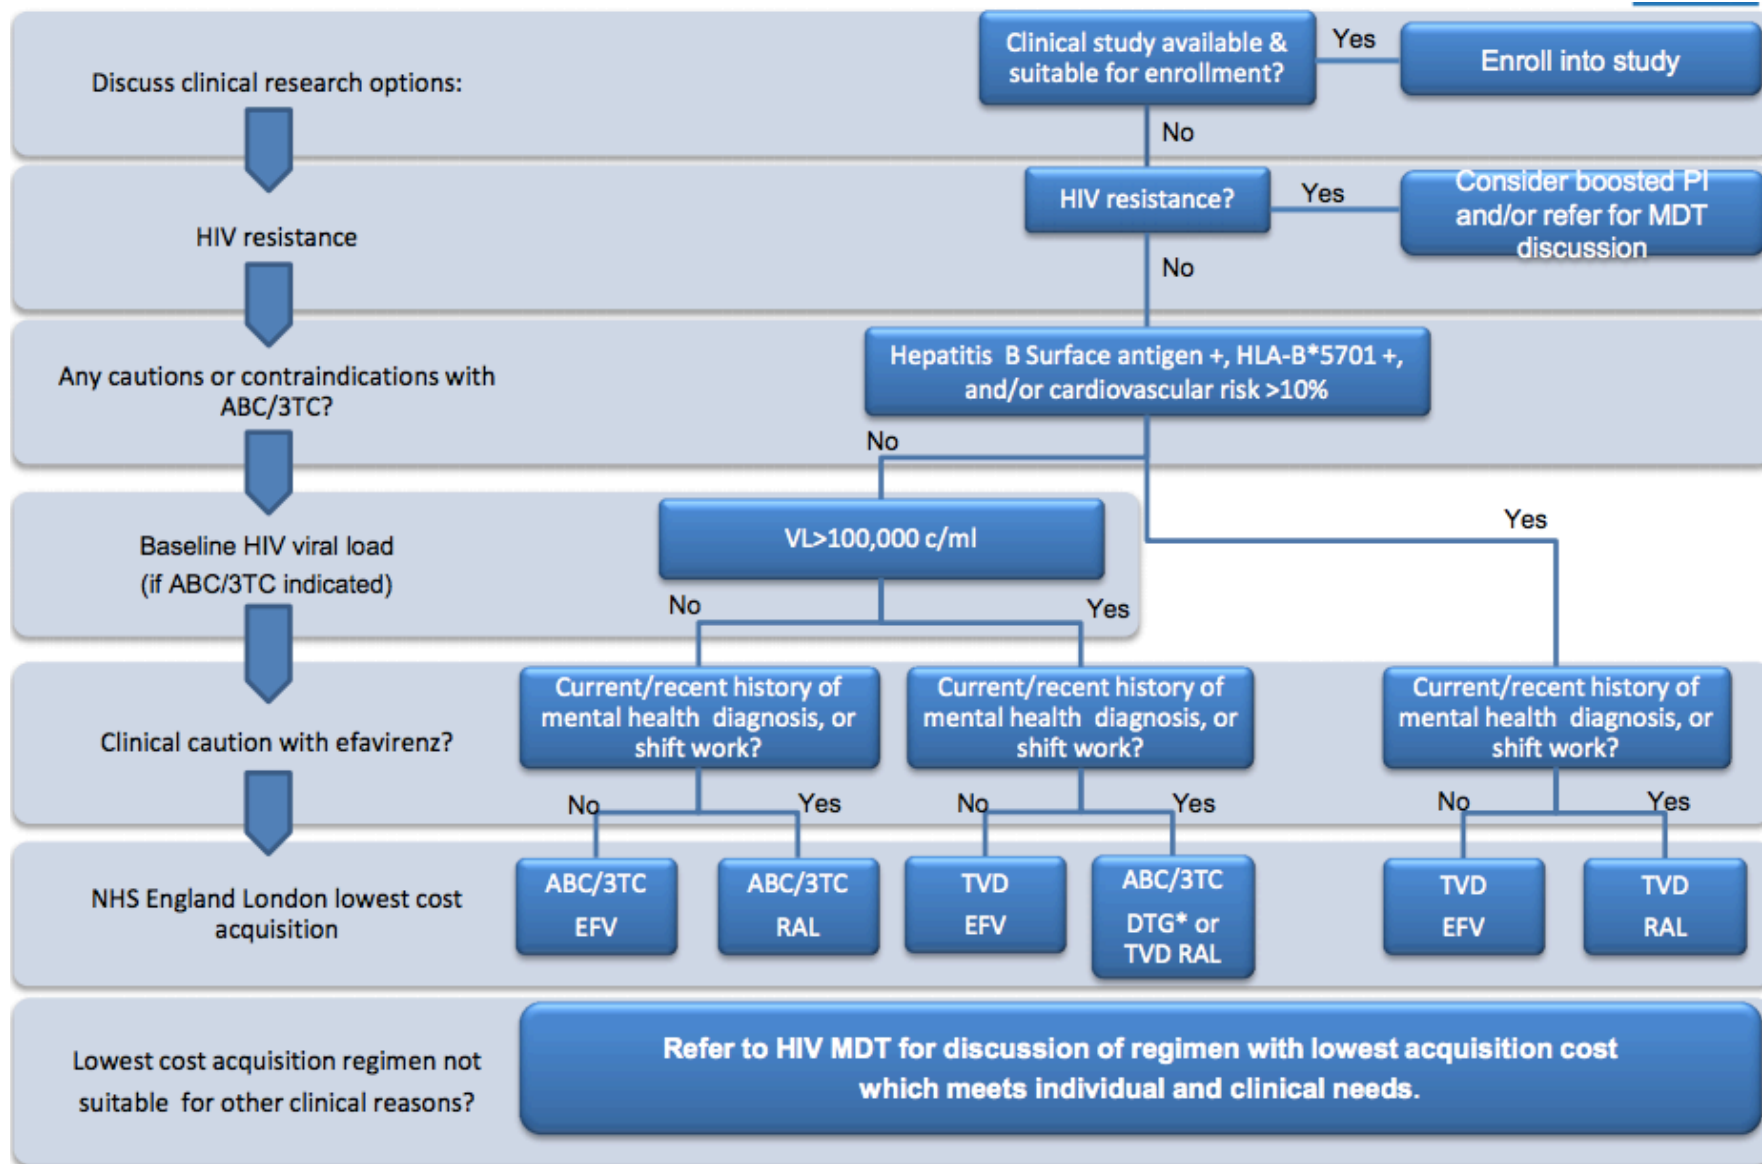 Clinical study available &
suitable for enrollment?
Yes
Enroll into study
Discuss clinical research options:
No
HIV resistance?
Yes
Consider boosted PI
and/or refer for MDT
discussion
HIV resistance
No
Hepatitis B Surface antigen +, HLA-B*5701 +,
and/or cardiovascular risk >10%
Any cautions or contraindications with
ABC/3TC?
No
Yes
VL>100,000 c/ml
Baseline HIV viral load
(if ABC/3TC indicated)
No
Yes
Current/recent history of
mental health diagnosis, or
shift work?
Current/recent history of
mental health diagnosis, or
shift work?
Current/recent history of
mental health diagnosis, or
shift work?
Clinical caution with efavirenz?
No
Yes
No
Yes
No
Yes
NHS England London lowest cost
acquisition
ABC/3TC
EFV
ABC/3TC
RAL
TVD
EFV
ABC/3TC
DTG* or
TVD RAL
TVD
EFV
TVD
RAL
Lowest cost acquisition regimen not
suitable for other clinical reasons?
Refer to HIV MDT for discussion of regimen with lowest acquisition cost
which meets individual and clinical needs.